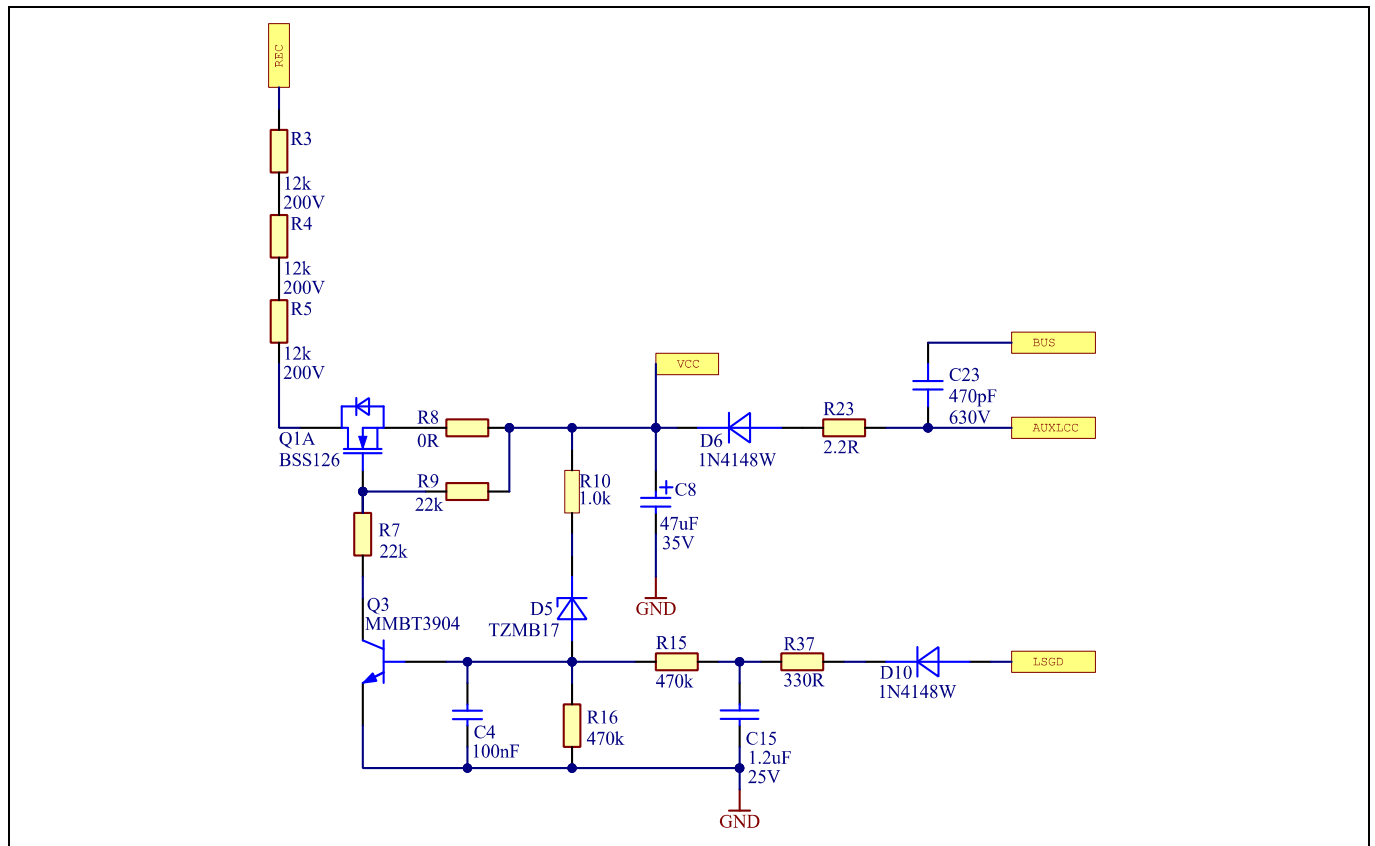 REC
R3
12k
200V
R4
12k
200V
R5
12k
200V
Q1A
BSS126
R8
0R
R9
22k
R7
22k
Q3
MMBT3904
VCC
R10
1.0k
C8
47uF
35V
GND
D6
1N4148W
R23
2.2R
BUS
C23
470pF
630V
AUXLCC
D5
TZMB17
R15
470k
R37
330R
D10
1N4148W
LSGD
C4
100nF
R16
470k
C15
1.2uF
25V
GND